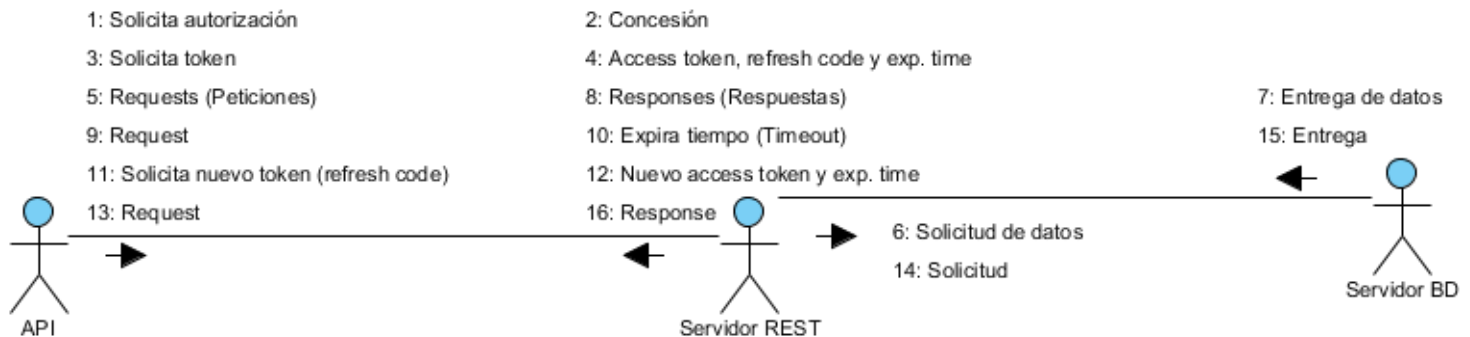 1: Solicita autorización
2: Concesión
3: Solicita token
4: Access token, refresh code y exp. time
5: Requests (Peticiones)
8: Responses (Respuestas)
7: Entrega de datos
9: Request
10: Expira tiempo (Timeout)
15: Entrega
11: Solicita nuevo token (refresh code)
12: Nuevo access token y exp. time
13: Request
16: Response
6: Solicitud de datos
14: Solicitud
Servidor BD
API
Servidor REST